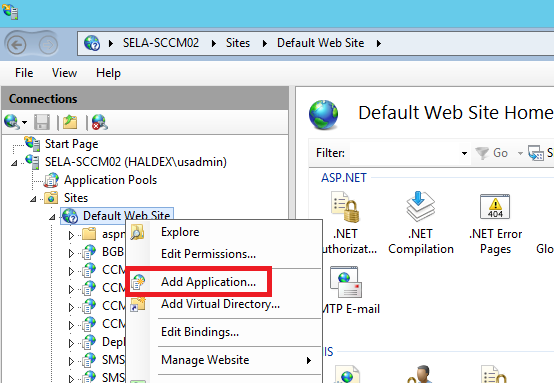 SELA-SCCM02 ▸ Sites ▸ Default Web Site ▸
File View Help
Connections
Start Page
SELA-SCCM02 (HALDEX\usadmin)
Application Pools
Sites
Default Web Site
aspn
BGB
CCM
CCM
CCM
CCM
Depl
SMS
SMS
Explore
Edit Permissions...
Add Application...
Add Virtual Directory...
Edit Bindings...
Manage Website
Default Web Site Home
Filter:
Go
S
ASP.NET
.NET
uthorizat...
.NET
Compilation
404
.NET Error
Pages
Glo
MTP E-mail
IS